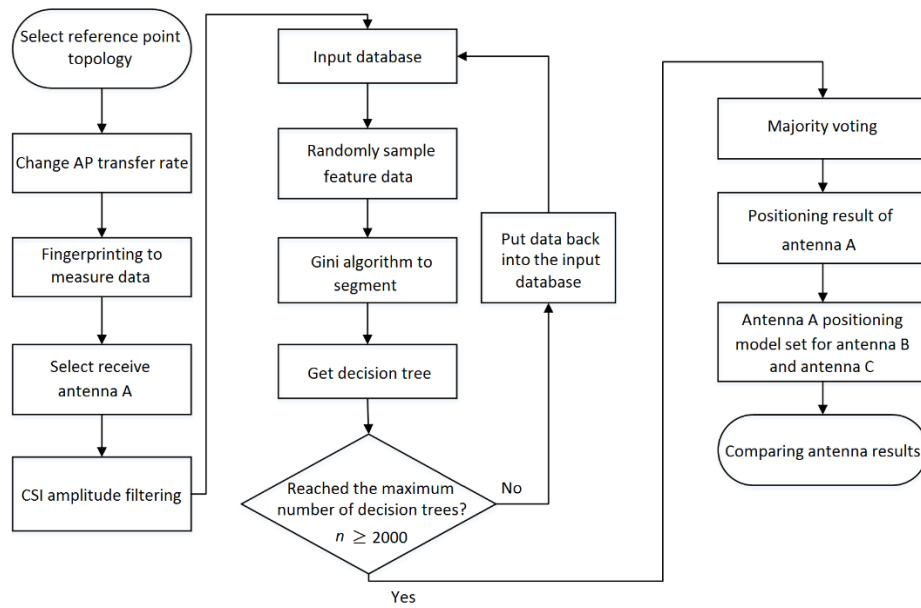 Select reference point
topology
Change AP transfer rate
Fingerprinting to
measure data
Select receive
antenna A
CSI amplitude filtering
Input database
Randomly sample
feature data
Gini algorithm to
segment
Get decision tree
Reached the maximum
number of decision trees?
n ≥ 2000
No
Yes
Put data back
into the input
database
Majority voting
Positioning result of
antenna A
Antenna A positioning
model set for antenna B
and antenna C
Comparing antenna results